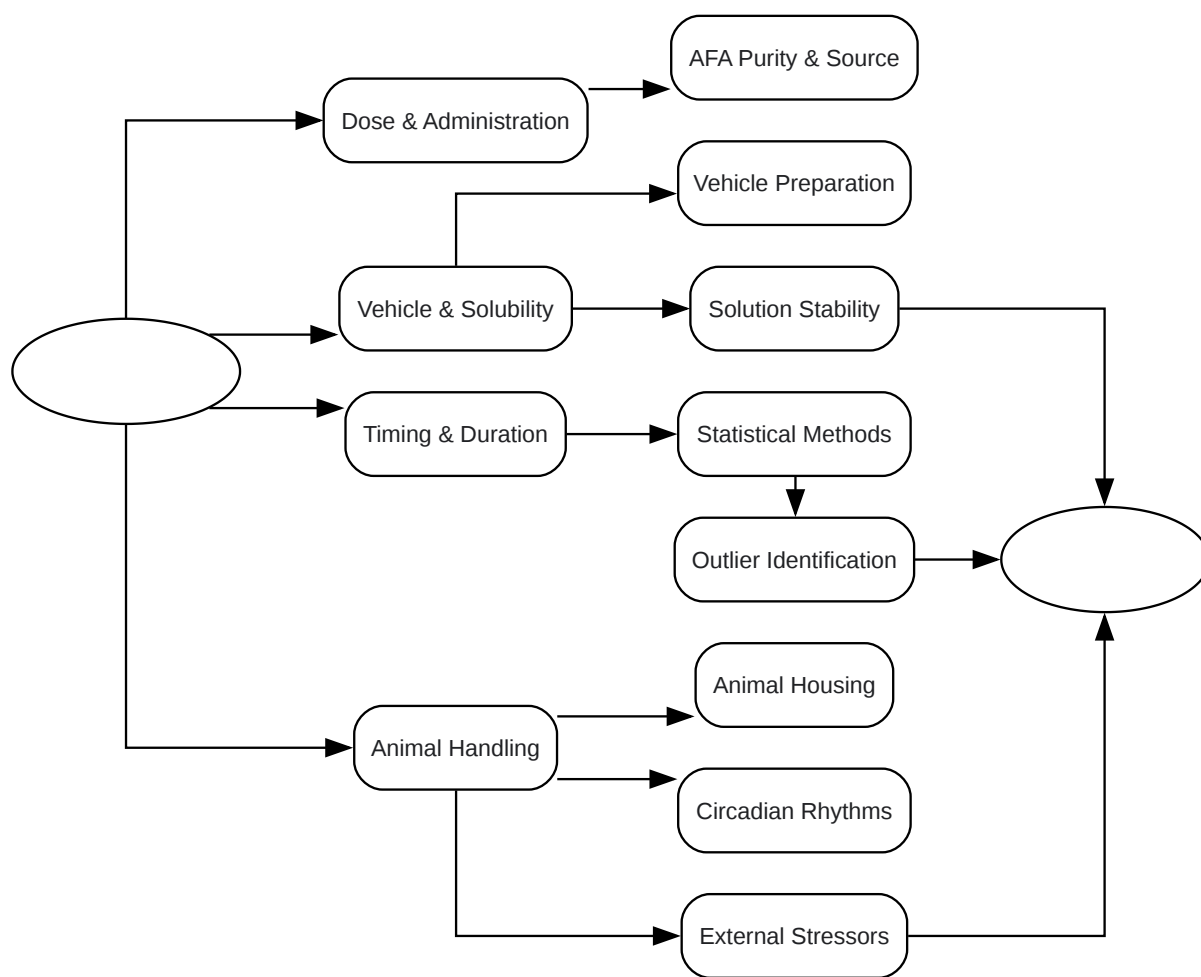 AFA Purity & Source
Dose & Administration
Vehicle Preparation
Vehicle & Solubility
Solution Stability
Timing & Duration
Statistical Methods
Outlier Identification
Animal Housing
Animal Handling
Circadian Rhythms
External Stressors